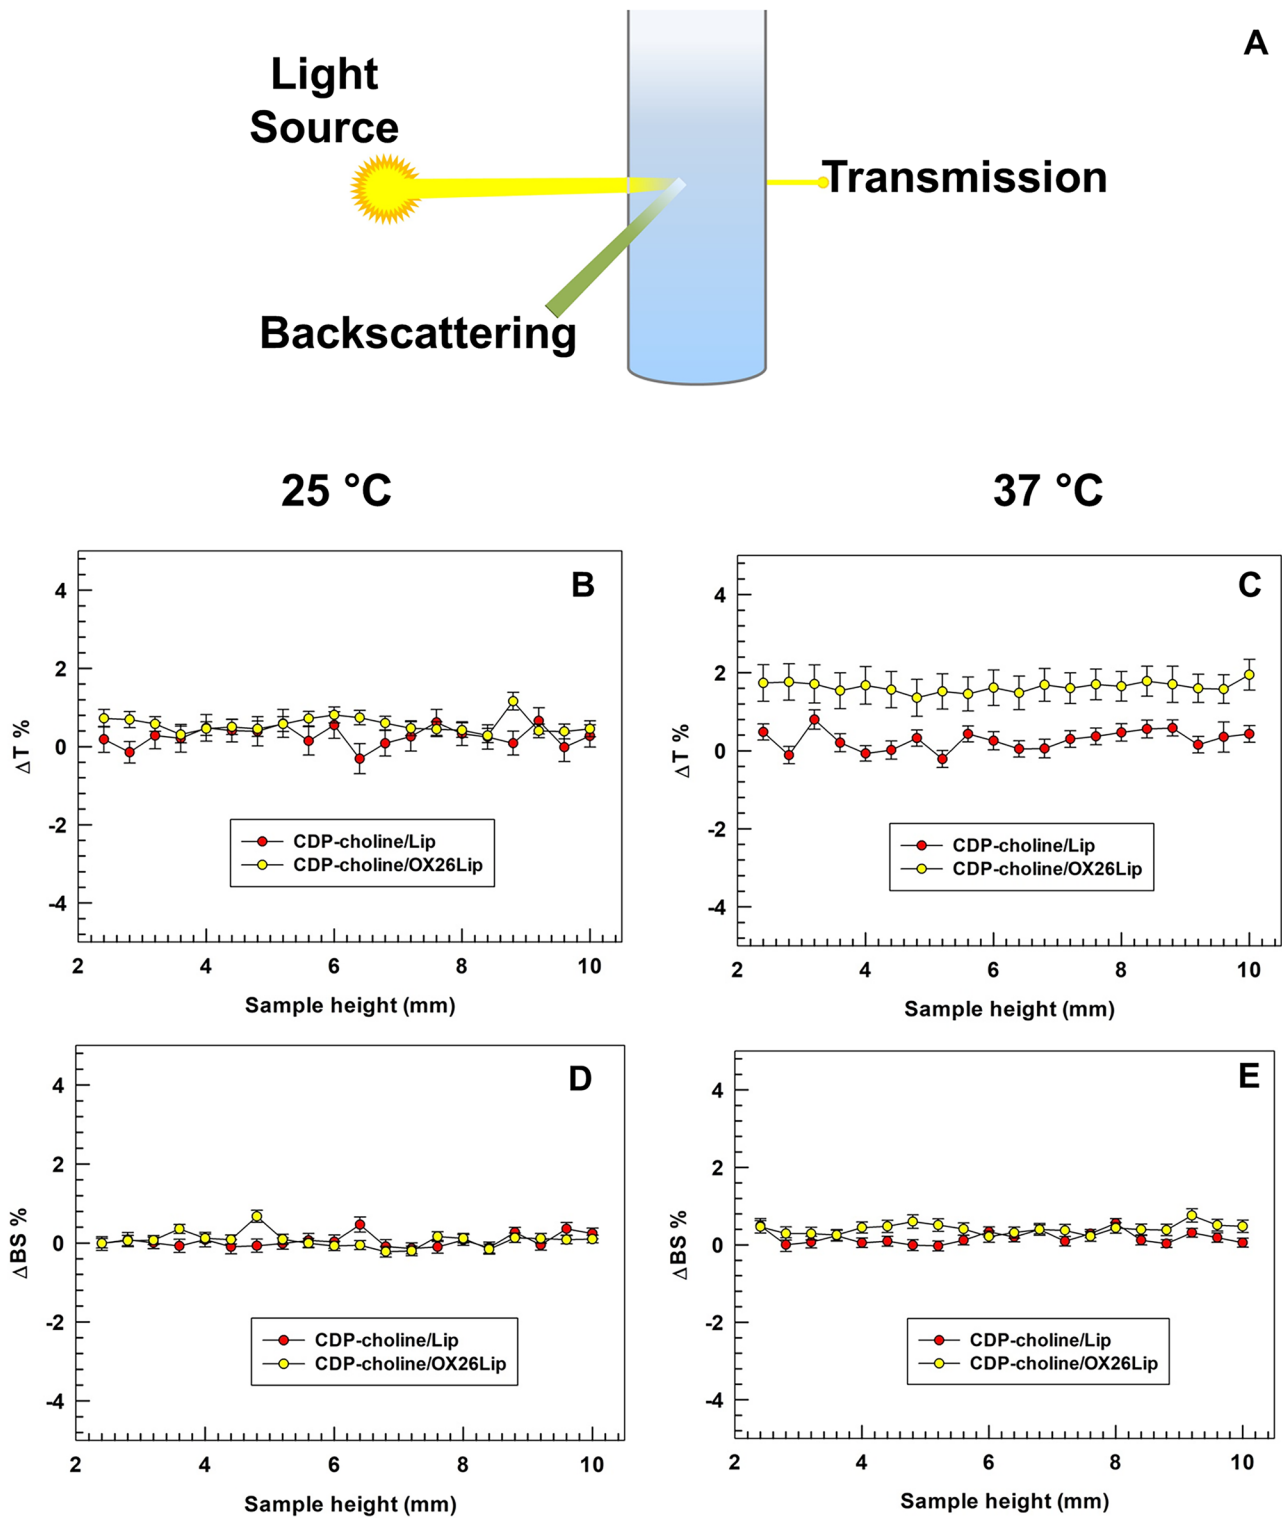 A
Light
Source
Transmission
Backscattering
25 °C
37 °C
B
4
2
0
-2
-4
ΔT %
CDP-choline/Lip
CDP-choline/OX26Lip
2 4 6 8 10
Sample height (mm)
C
4
2
0
-2
-4
ΔT %
CDP-choline/Lip
CDP-choline/OX26Lip
2 4 6 8 10
Sample height (mm)
D
4
2
0
-2
-4
ΔBS %
CDP-choline/Lip
CDP-choline/OX26Lip
2 4 6 8 10
Sample height (mm)
E
4
2
0
-2
-4
ΔBS %
CDP-choline/Lip
CDP-choline/OX26Lip
2 4 6 8 10
Sample height (mm)